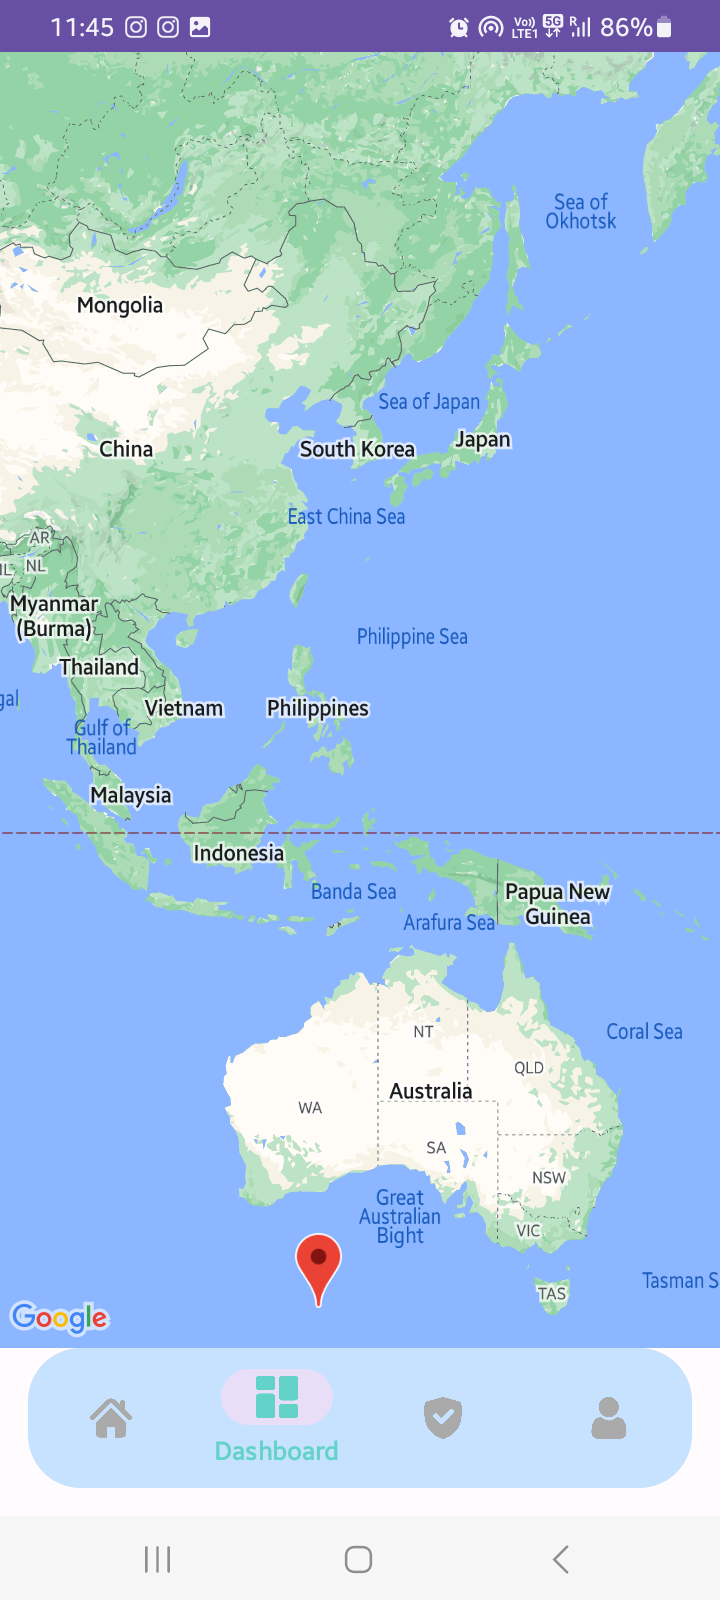 11:45
Vo)) 5G R 86%
LTE1
Sea of
Okhotsk
Mongolia
Sea of Japan
Japan
China
South Korea
East China Sea
AR
NL
Myanmar
(Burma)
Philippine Sea
Thailand
gal
Vietnam
Philippines
Gulf of
Thailand
Malaysia
Indonesia
Banda Sea
Papua New
Guinea
Arafura Sea
NT
Coral Sea
QLD
Australia
WA
SA
NSW
Great
Australian
Bight
VIC
Tasman S
TAS
Google
Dashboard